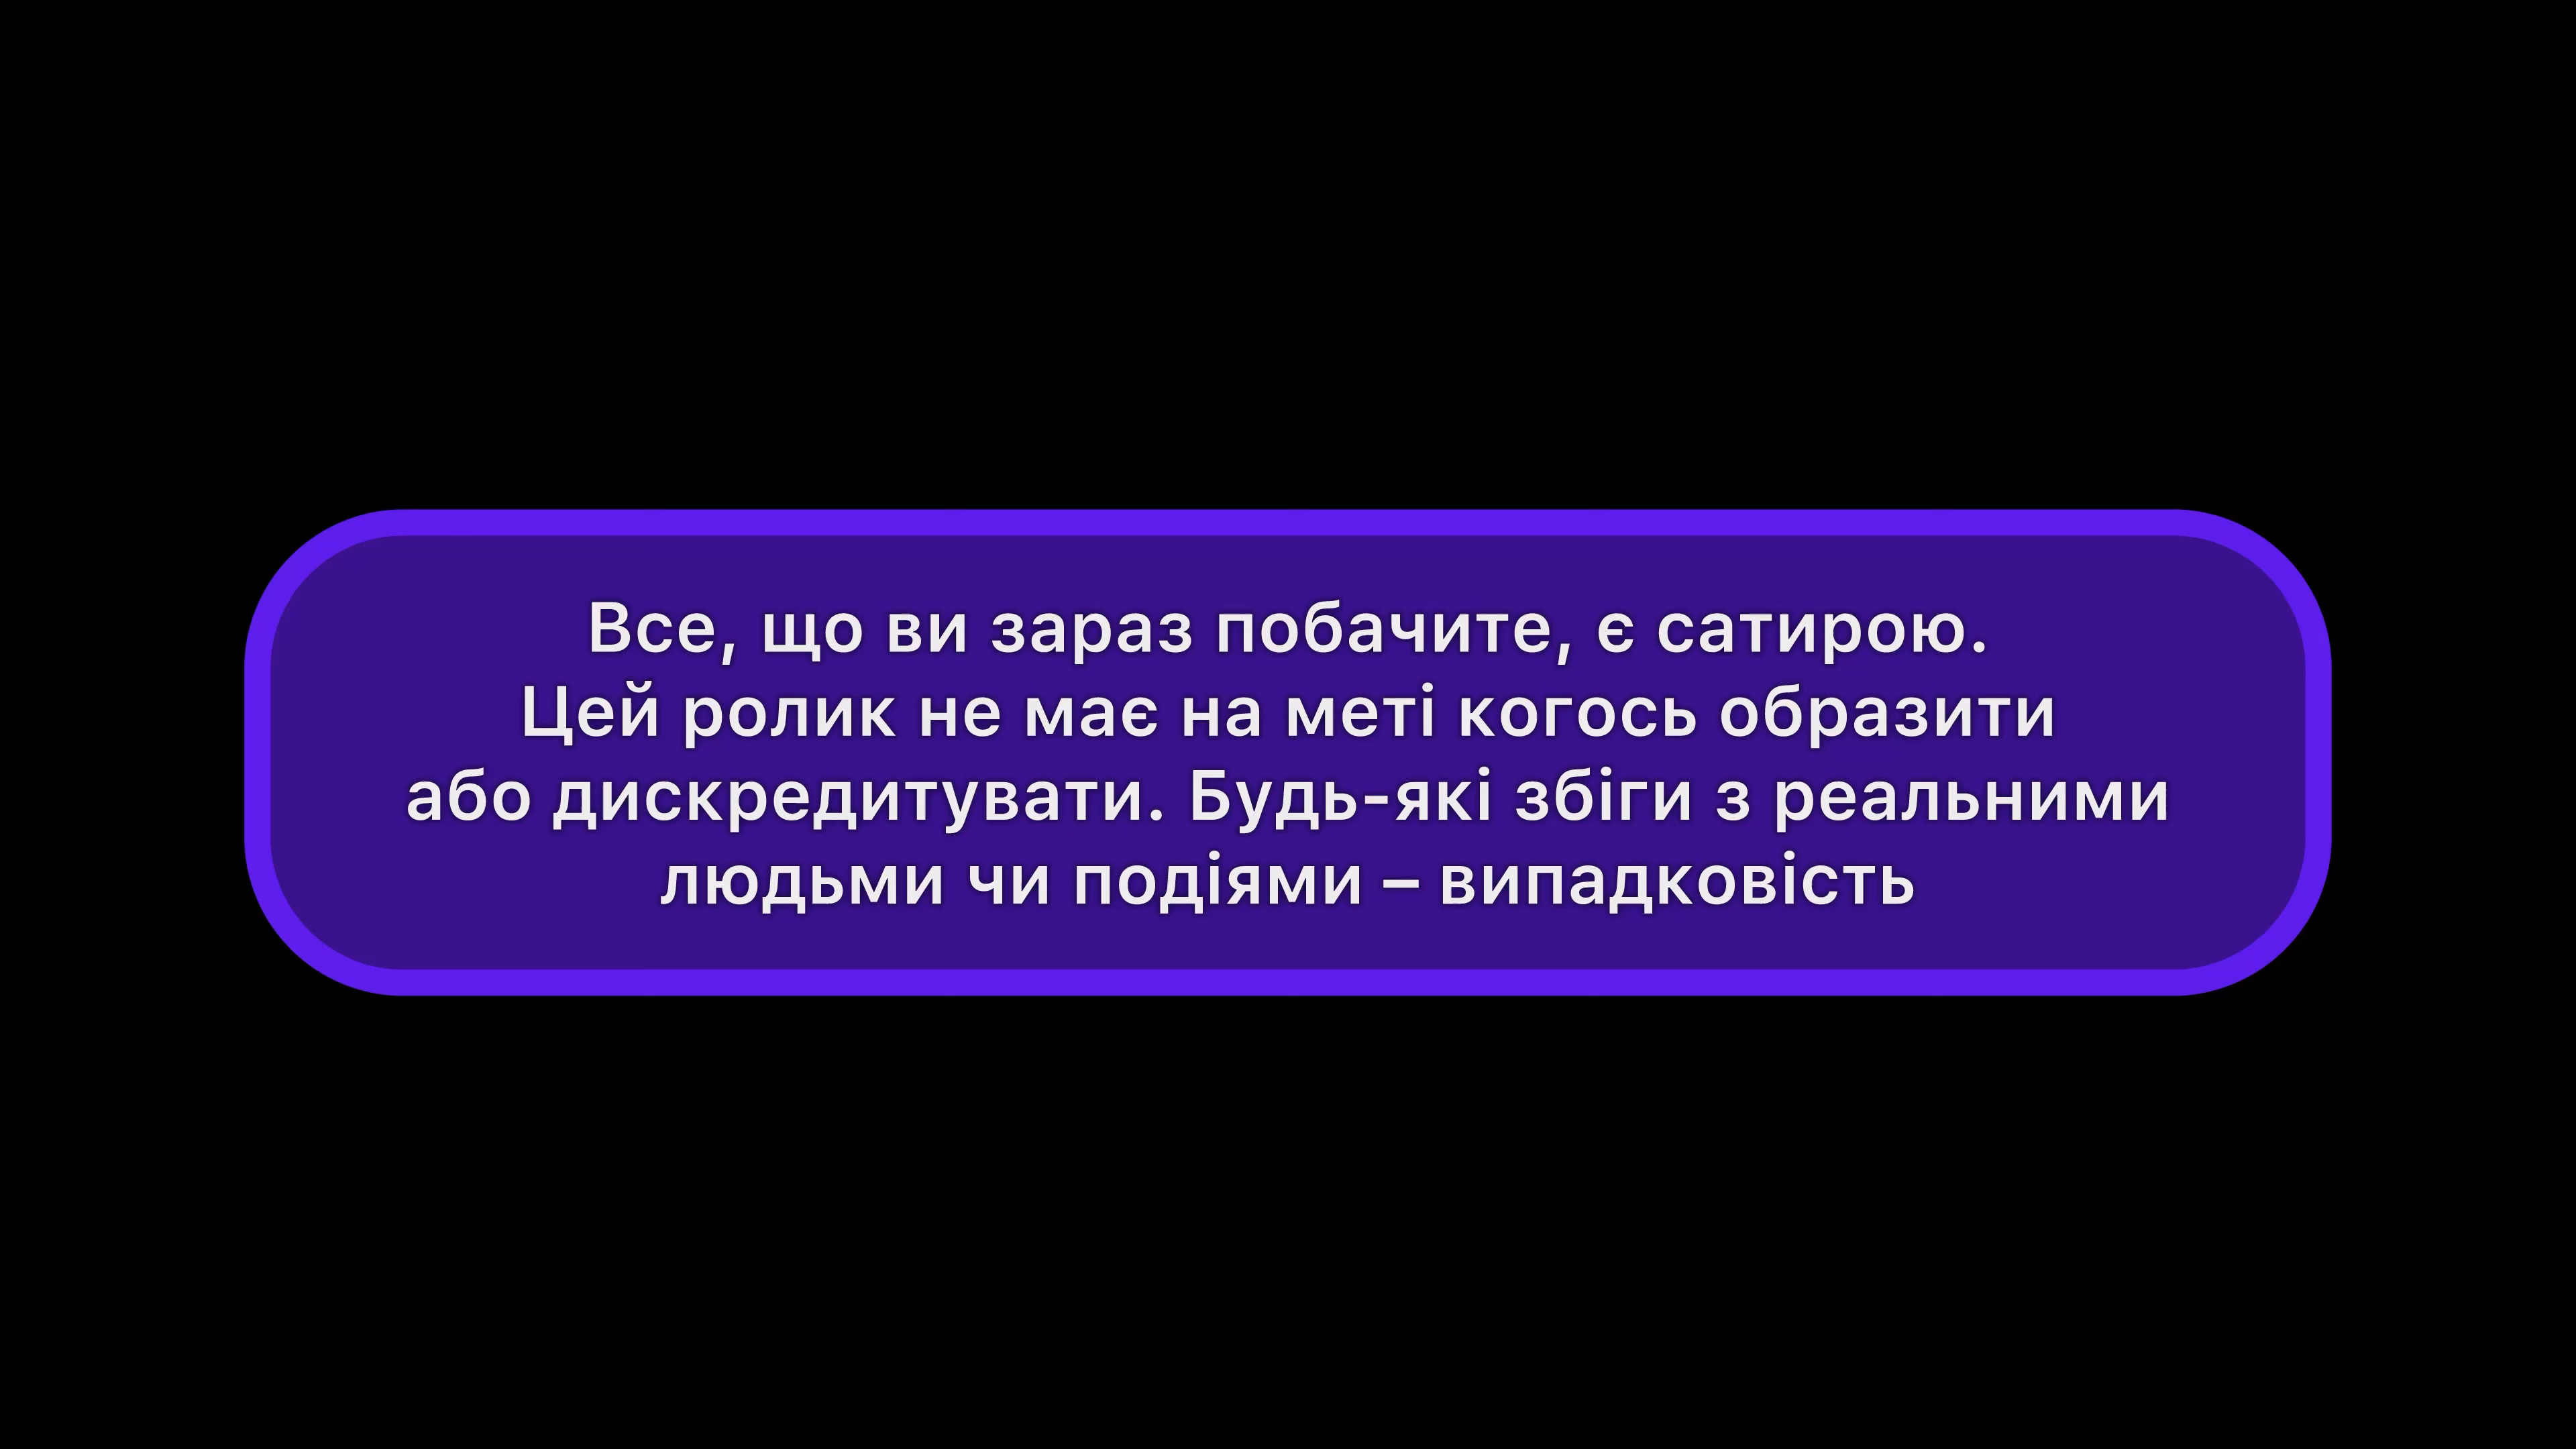 Все, що ви зараз побачите, є сатирою.
Цей ролик не має на меті когось образити
або дискредитувати. Будь-які збіги з реальними
людьми чи подіями – випадковість